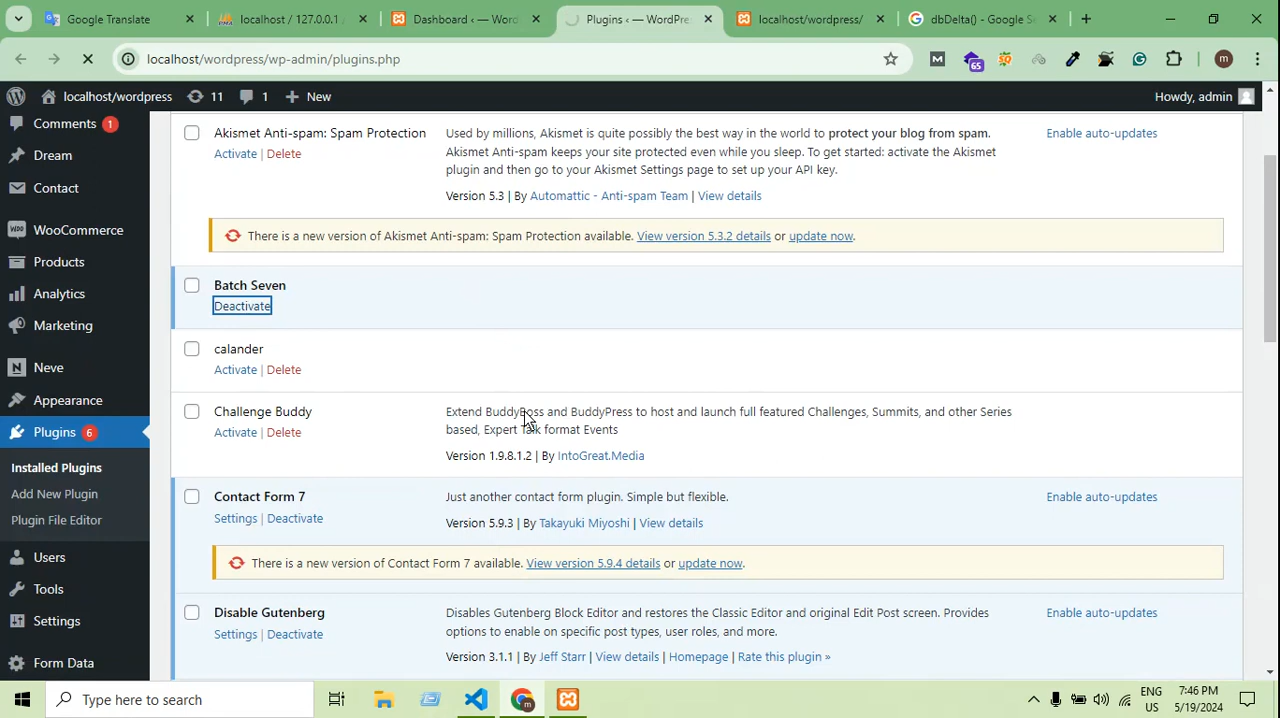 Google Translate
localhost / 127.0.0.1
Dashboard ‹ — Word
Plugins ‹ — WordPre
localhost/wordpress/
dbDelta() - Google S
localhost/wordpress/wp-admin/plugins.php
65
m
localhost/wordpress
11
1
New
Howdy, admin
Comments 1
Dream
Contact
WooCommerce
Products
Analytics
Marketing
Neve
Appearance
Plugins 6
Installed Plugins
Add New Plugin
Plugin File Editor
Users
Tools
Settings
Form Data
Akismet Anti-spam: Spam Protection
Activate | Delete
Used by millions, Akismet is quite possibly the best way in the world to protect your blog from spam.
Akismet Anti-spam keeps your site protected even while you sleep. To get started: activate the Akismet
plugin and then go to your Akismet Settings page to set up your API key.
Version 5.3 | By Automattic - Anti-spam Team | View details
Enable auto-updates
There is a new version of Akismet Anti-spam: Spam Protection available. View version 5.3.2 details or update now.
Batch Seven
Deactivate
calander
Activate | Delete
Challenge Buddy
Activate | Delete
Extend BuddyBoss and BuddyPress to host and launch full featured Challenges, Summits, and other Series
based, Expert Talk format Events
Version 1.9.8.1.2 | By IntoGreat.Media
Contact Form 7
Settings | Deactivate
Just another contact form plugin. Simple but flexible.
Version 5.9.3 | By Takayuki Miyoshi | View details
Enable auto-updates
There is a new version of Contact Form 7 available. View version 5.9.4 details or update now.
Disable Gutenberg
Settings | Deactivate
Disables Gutenberg Block Editor and restores the Classic Editor and original Edit Post screen. Provides
options to enable on specific post types, user roles, and more.
Version 3.1.1 | By Jeff Starr | View details | Homepage | Rate this plugin »
Enable auto-updates
Type here to search
ENG
US
7:46 PM
5/19/2024